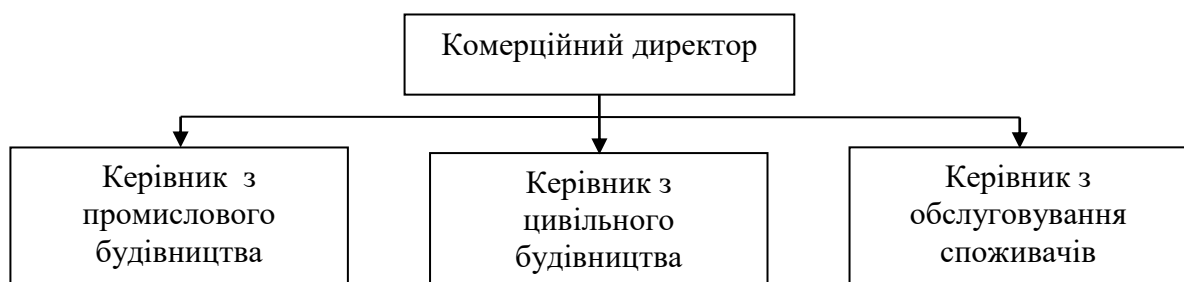 Комерційний директор
Керівник з
промислового
будівництва
Керівник з
цивільного
будівництва
Керівник з
обслуговування
споживачів